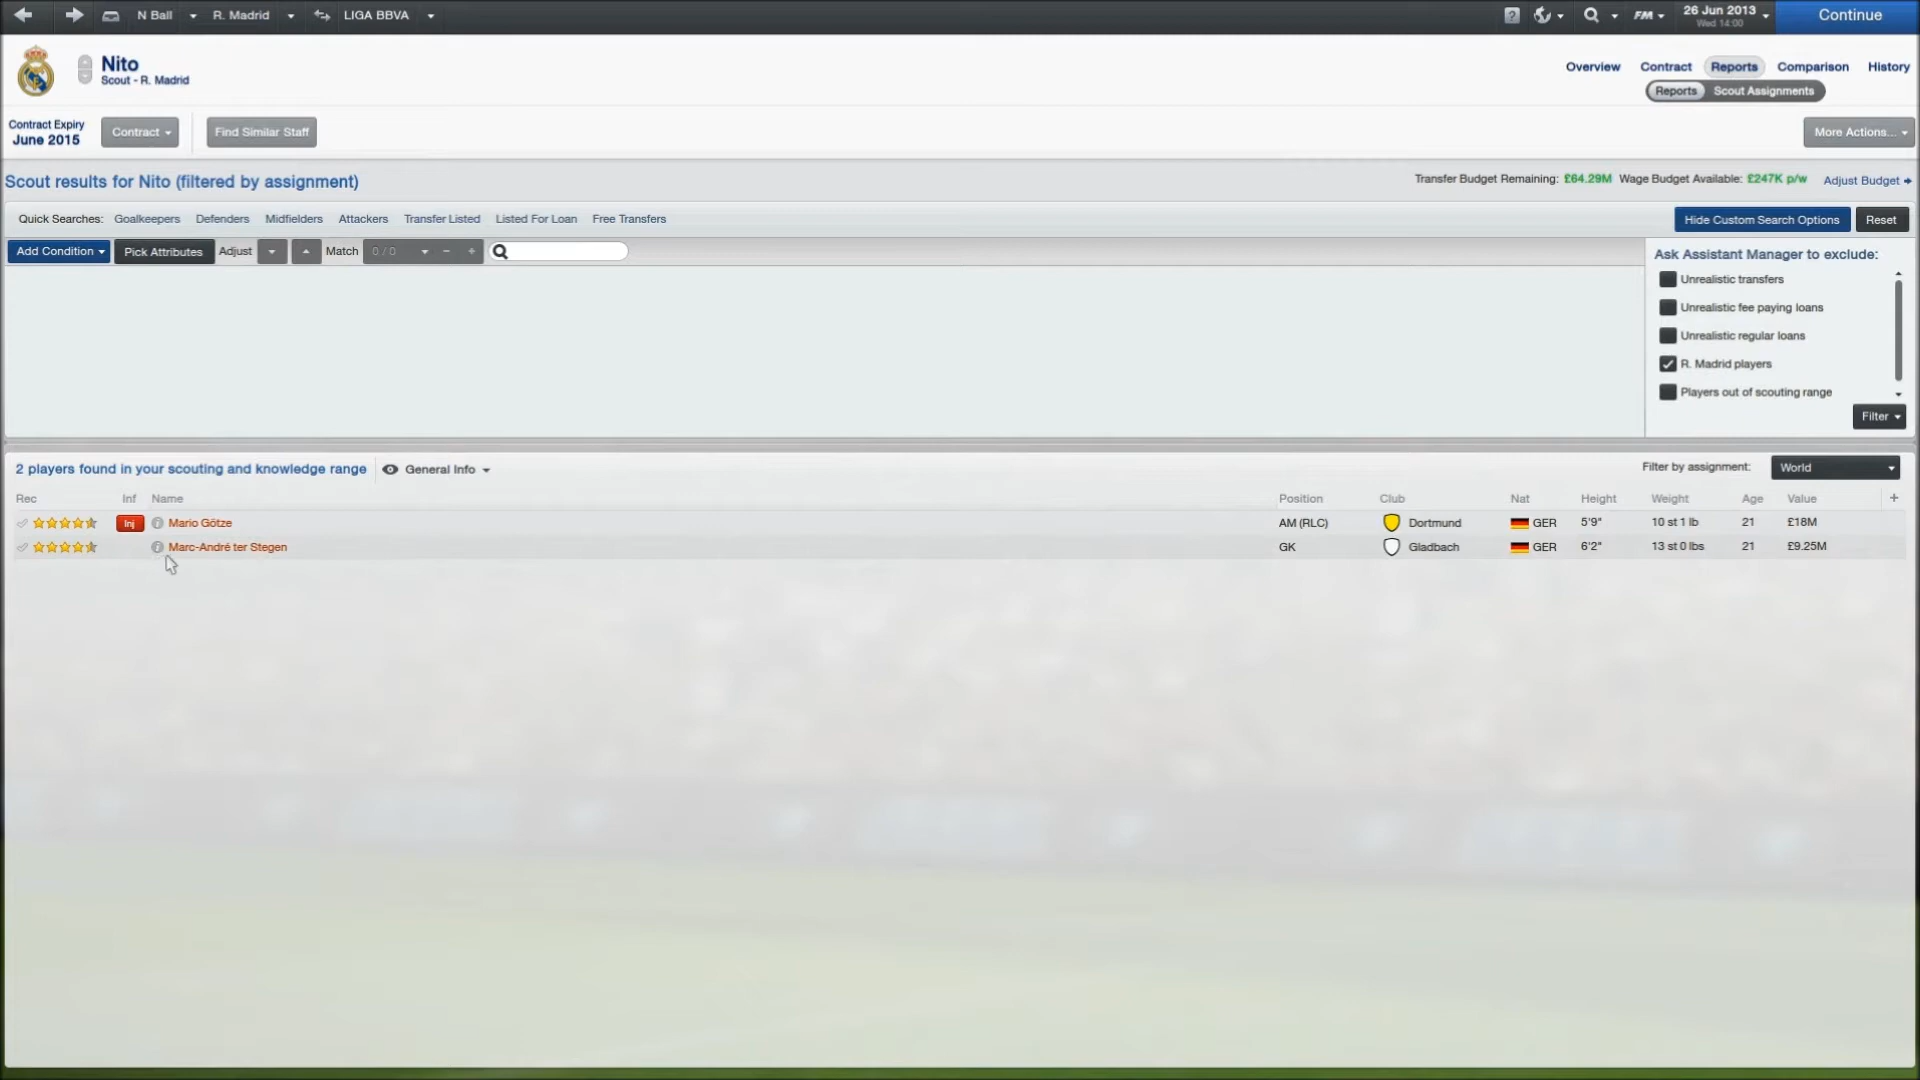 N Ball R. Madrid LIGA BBVA FM 26 Jun 2013 Continue
Wed 14:00
Nito
Scout - R. Madrid
Overview Contract Reports Comparison History
Reports Scout Assignments
Contract Expiry
June 2015
Contract Find Similar Staff More Actions...
Scout results for Nito (filtered by assignment)
Transfer Budget Remaining: £64.29M Wage Budget Available: £247K p/w Adjust Budget
Quick Searches: Goalkeepers Defenders Midfielders Attackers Transfer Listed Listed For Loan Free Transfers Hide Custom Search Options Reset
Add Condition Pick Attributes Adjust Match 0 / 0 - +
Ask Assistant Manager to exclude:
Unrealistic transfers
Unrealistic fee paying loans
Unrealistic regular loans
R. Madrid players
Players out of scouting range
Filter
2 players found in your scouting and knowledge range General Info Filter by assignment: World
Rec Inf Name Position Club Nat Height Weight Age Value +
Inj Mario Götze AM (RLC) Dortmund GER 5'9" 10 st 1 lb 21 £18M
Marc-André ter Stegen GK Gladbach GER 6'2" 13 st 0 lbs 21 £9.25M